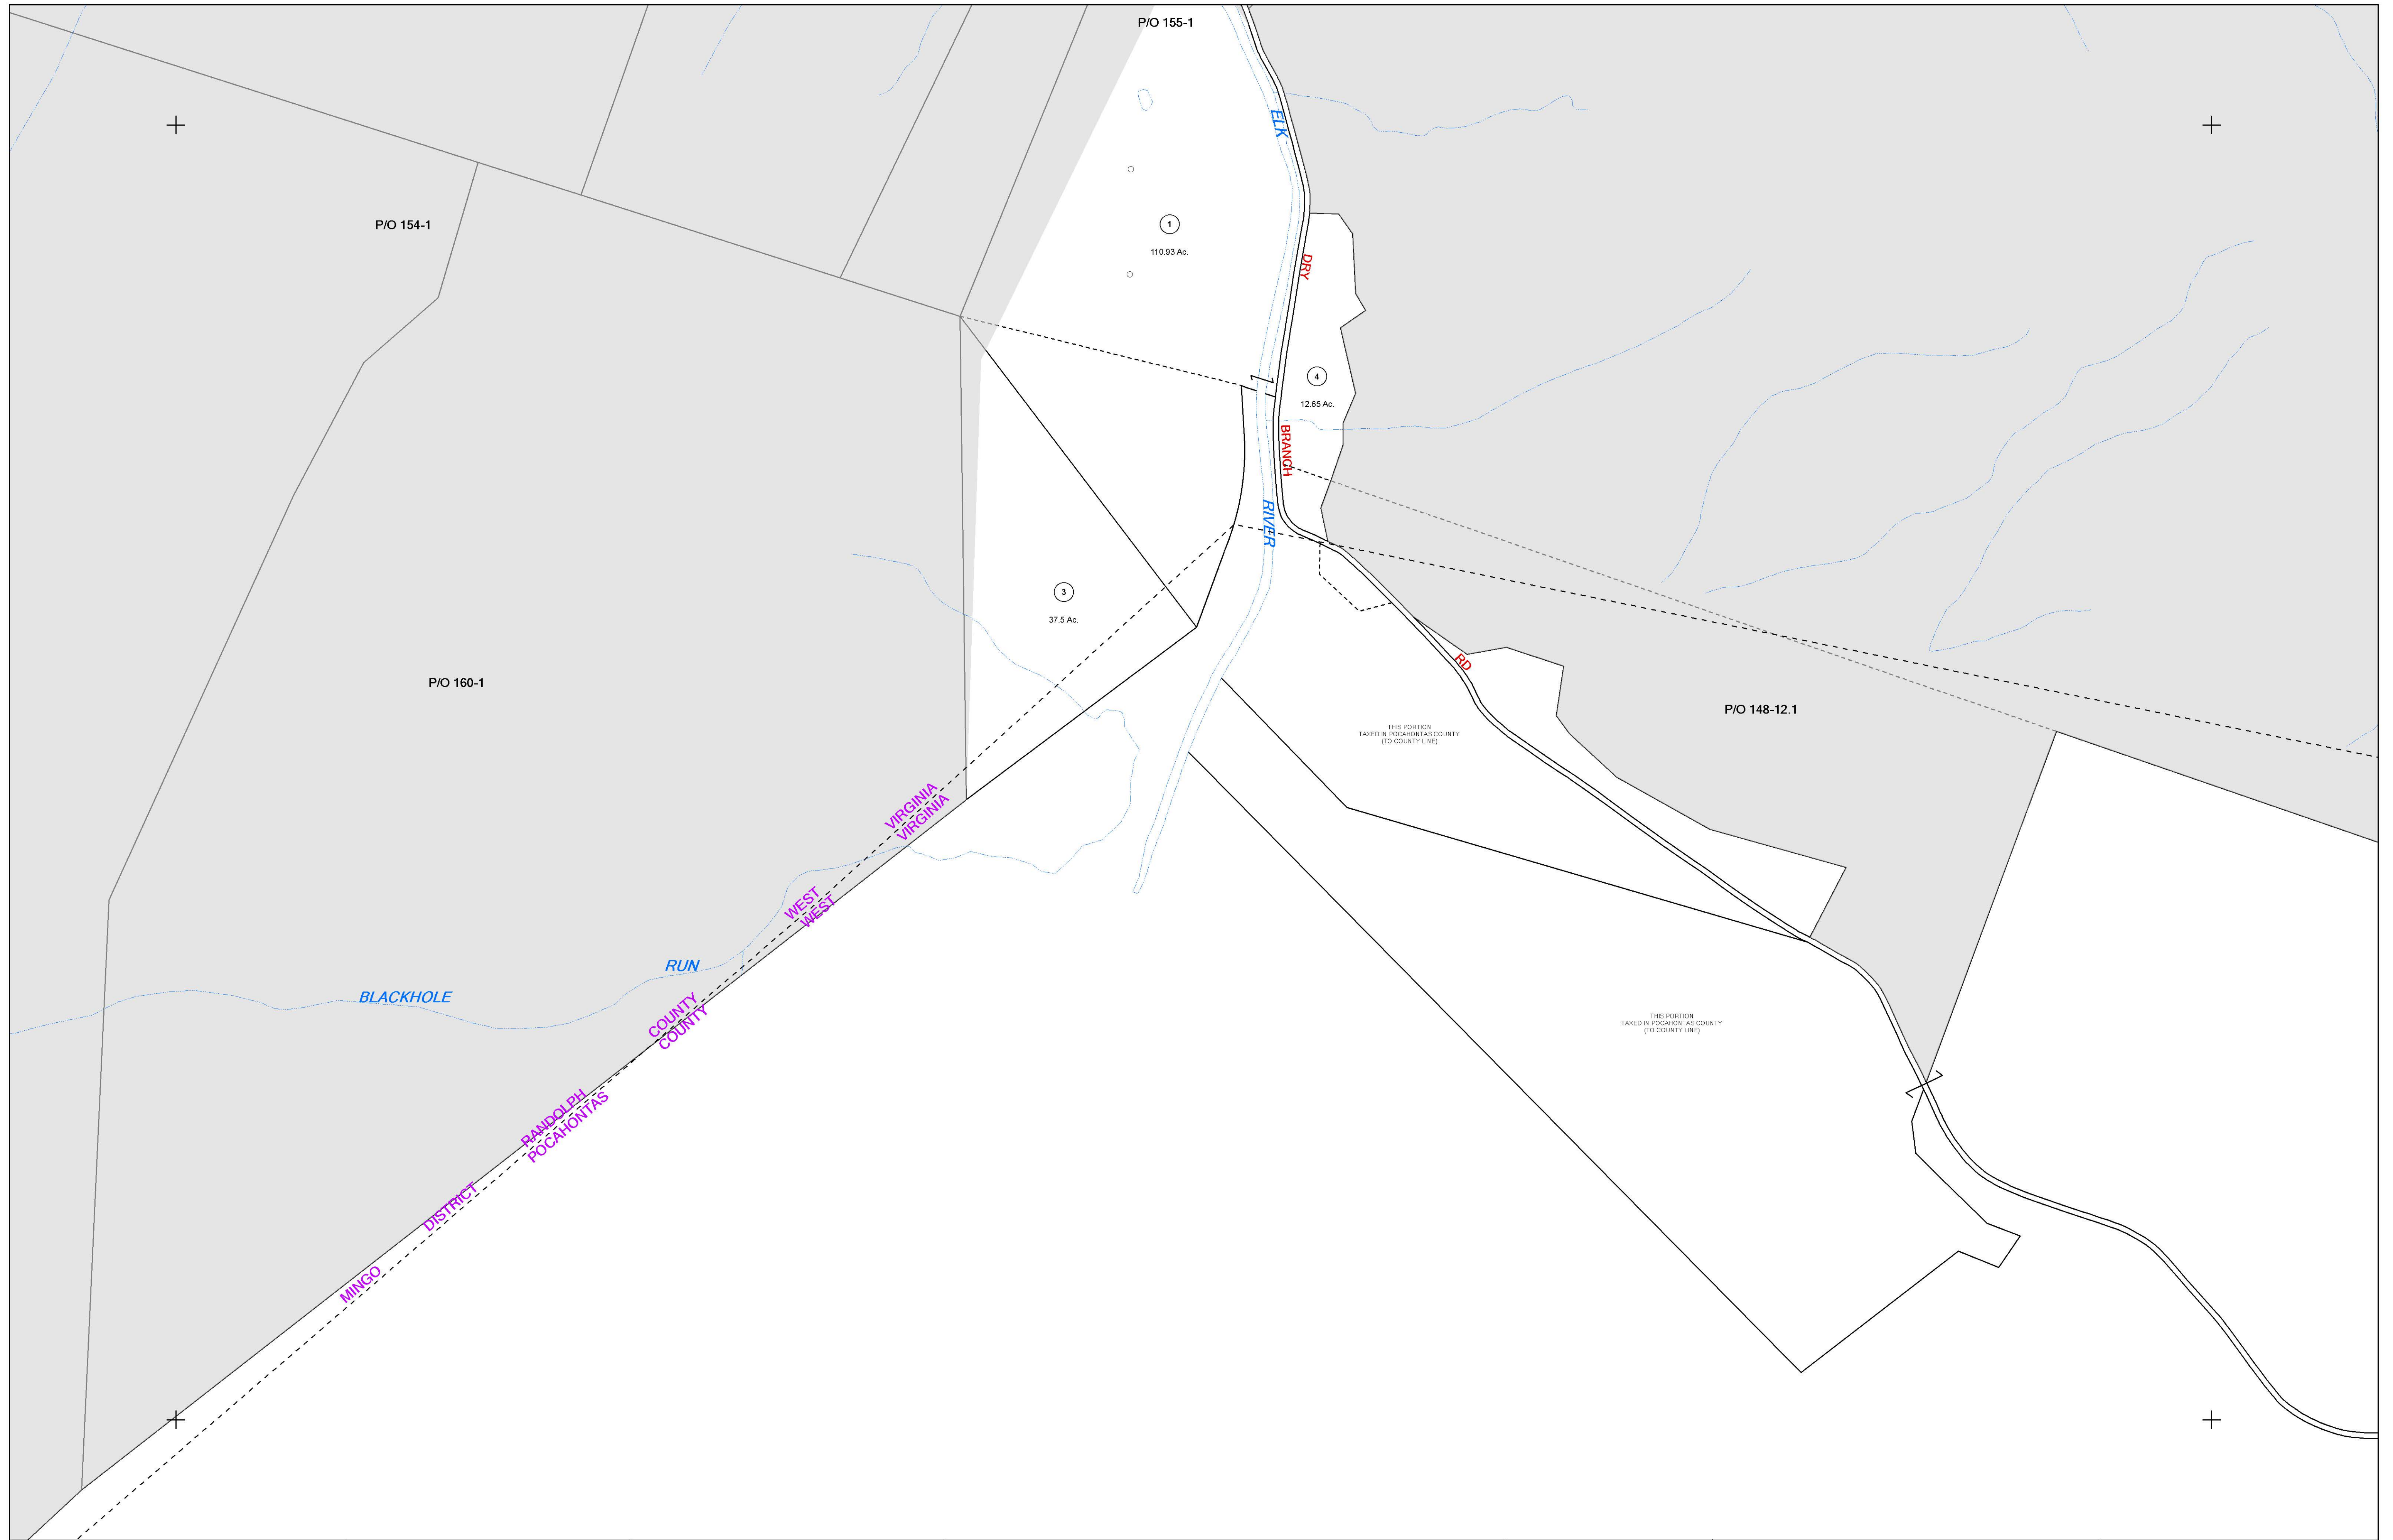 P/O 155-1
ELK
P/O 154-1
1
110.93 Ac.
DRY
4
12.65 Ac.
BRANCH
RIVER
3
37.5 Ac.
RD
P/O 160-1
P/O 148-12.1
THIS PORTION
TAXED IN POCAHONTAS COUNTY
(TO COUNTY LINE)
VIRGINIA
VIRGINIA
WEST
WEST
RUN
BLACKHOLE
COUNTY
COUNTY
THIS PORTION
TAXED IN POCAHONTAS COUNTY
(TO COUNTY LINE)
RANDOLPH
POCAHONTAS
DISTRICT
MINGO